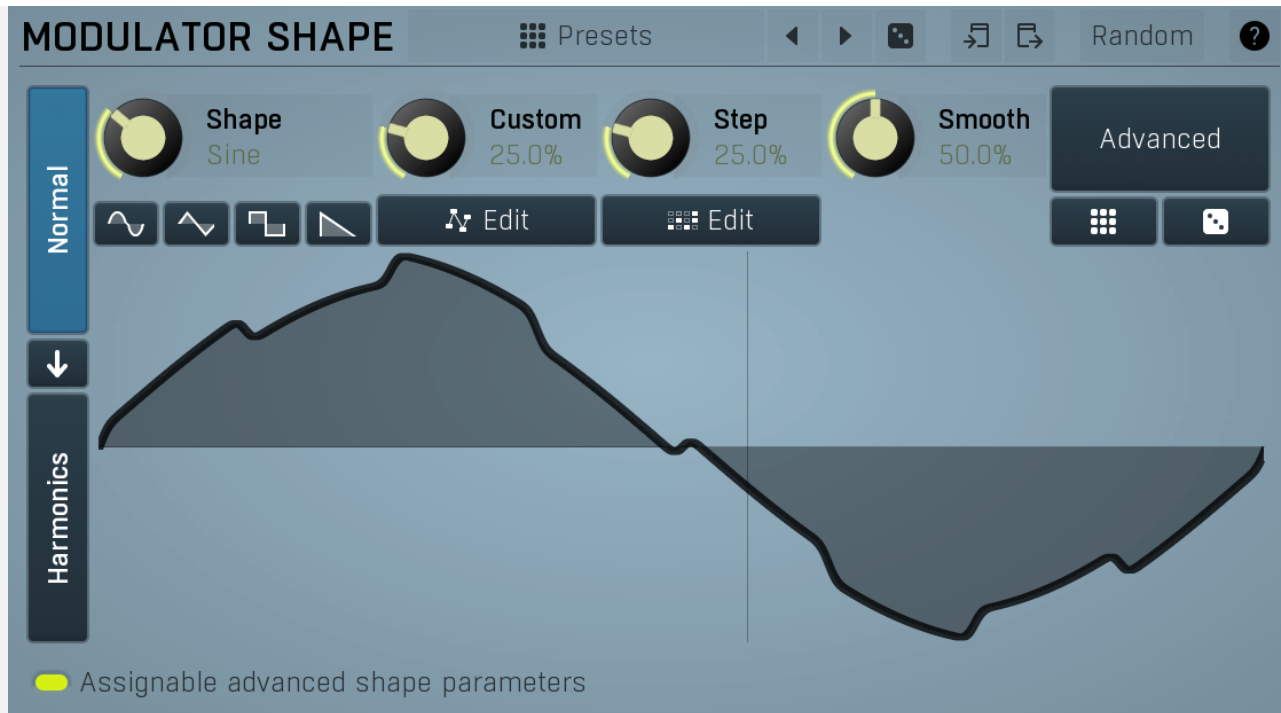 MODULATOR SHAPE Presets Random ?
Normal
Shape Custom Step Smooth
Sine 25.0% 25.0% 50.0%
Advanced
Edit Edit
Harmonics
Assignable advanced shape parameters